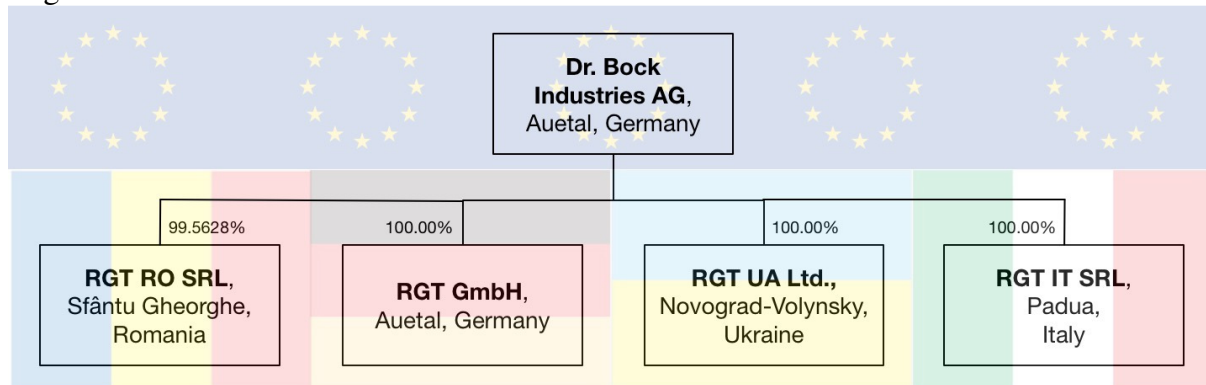 Dr. Bock
Industries AG,
Auetal, Germany
99.5628%
100.00%
100.00%
100.00%
RGT RO SRL,
Sfântu Gheorghe,
Romania
RGT GmbH,
Auetal, Germany
RGT UA Ltd.,
Novograd-Volynsky,
Ukraine
RGT IT SRL,
Padua,
Italy